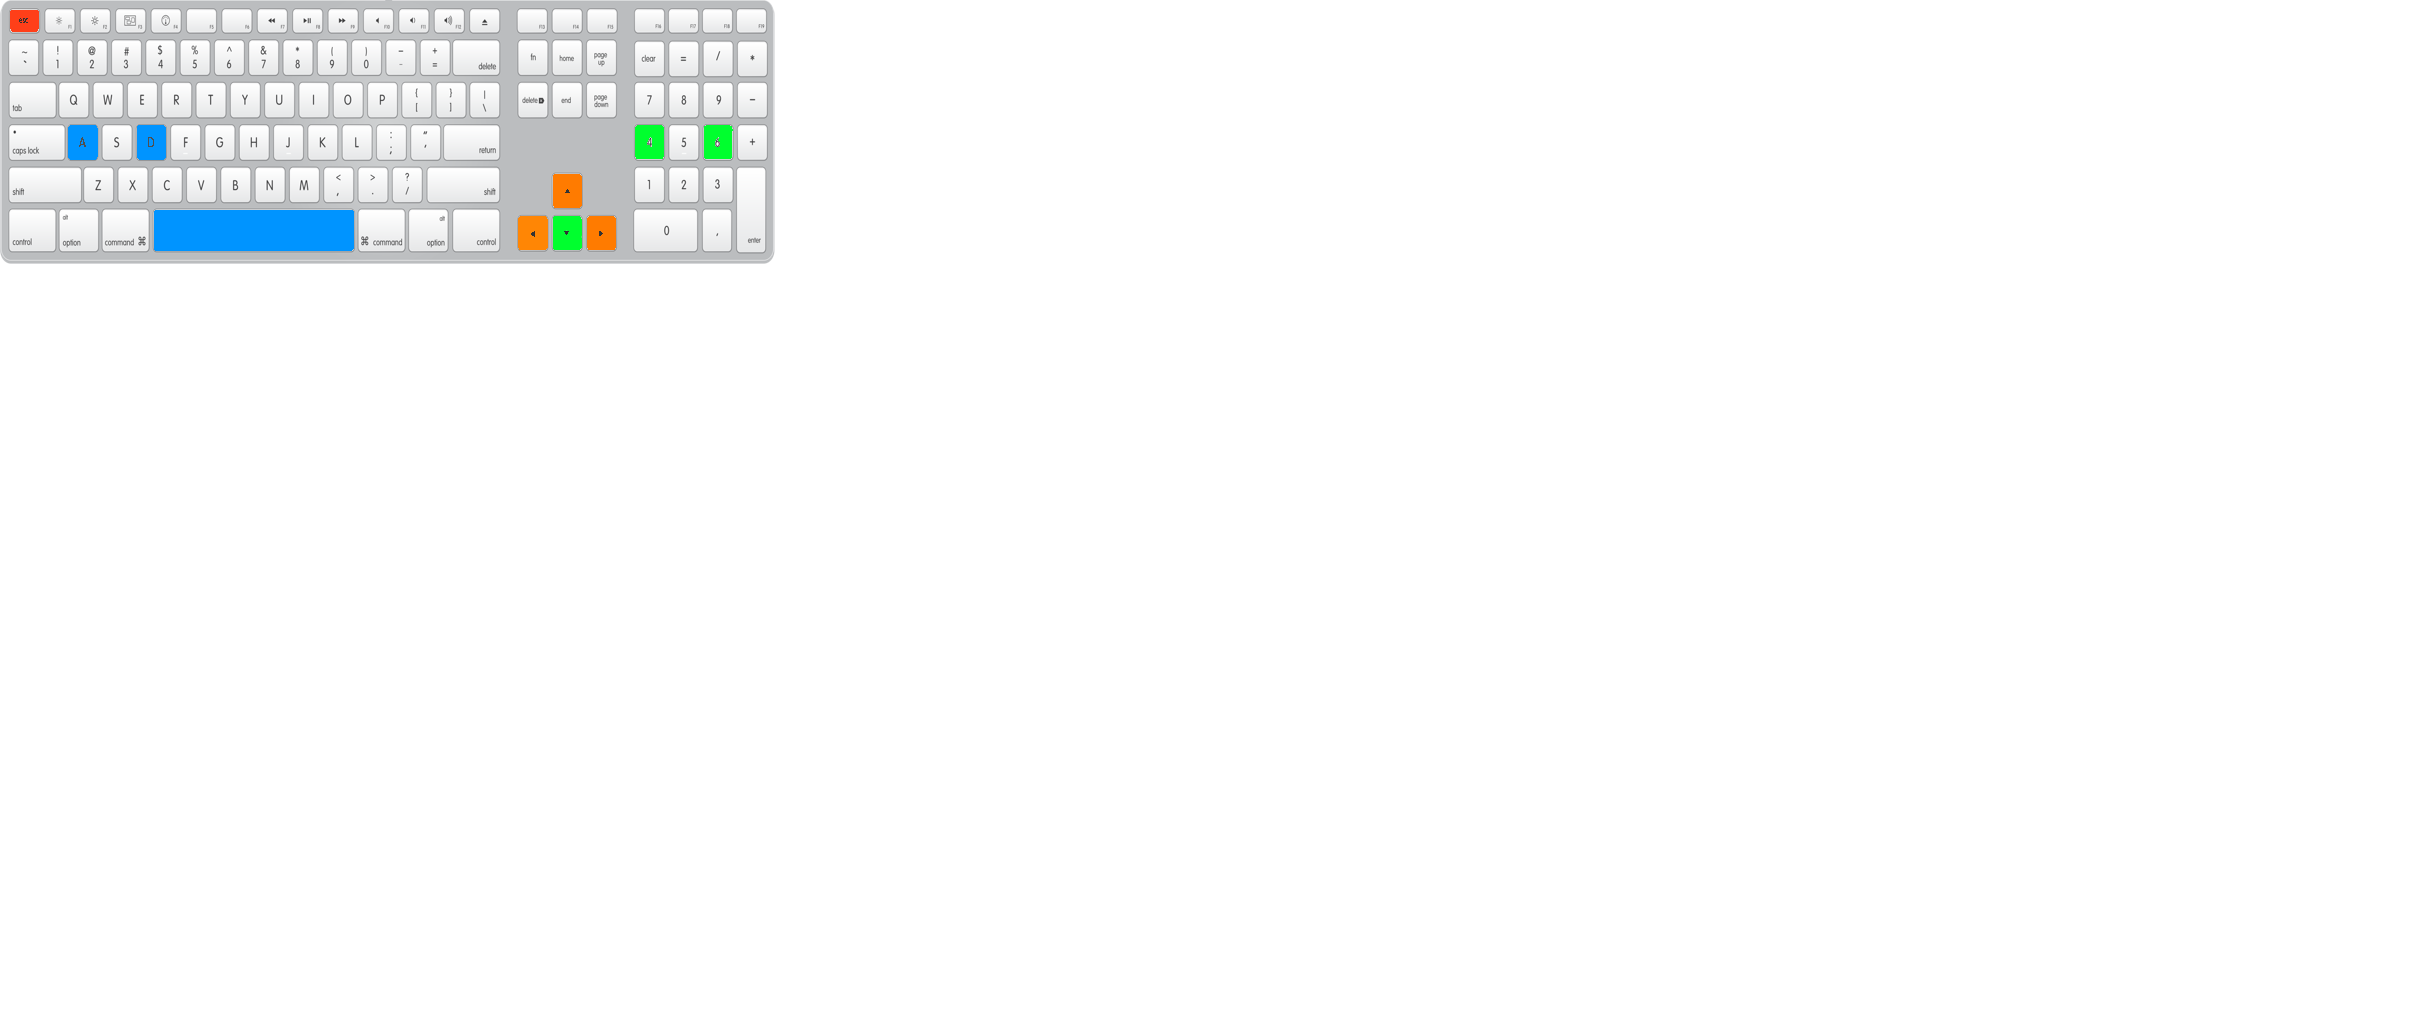 esc F1 F2 F3 F4 F5 F6 F7 F8 F9 F10 F11 F12 F13 F14 F15 F16 F17 F18 F19
~ ! @ # $ % ^ & * ( ) – +
` 1 2 3 4 5 6 7 8 9 0 - = delete fn home page up clear = / *
tab Q W E R T Y U I O P { [ } ] | \ delete end page down 7 8 9 −
caps lock A S D F G H J K L : ; " ' return 4 5 6 +
shift Z X C V B N M < , > . ? / shift 1 2 3
control alt option command ⌘ ⌘ command alt option control 0 , enter